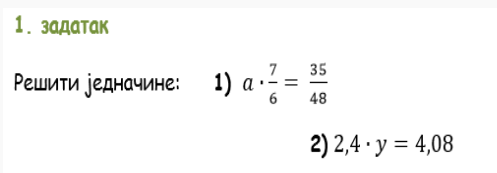 1. задатак
Решити једначине: 1) a · 7/6 = 35/48
2) 2,4 · y = 4,08